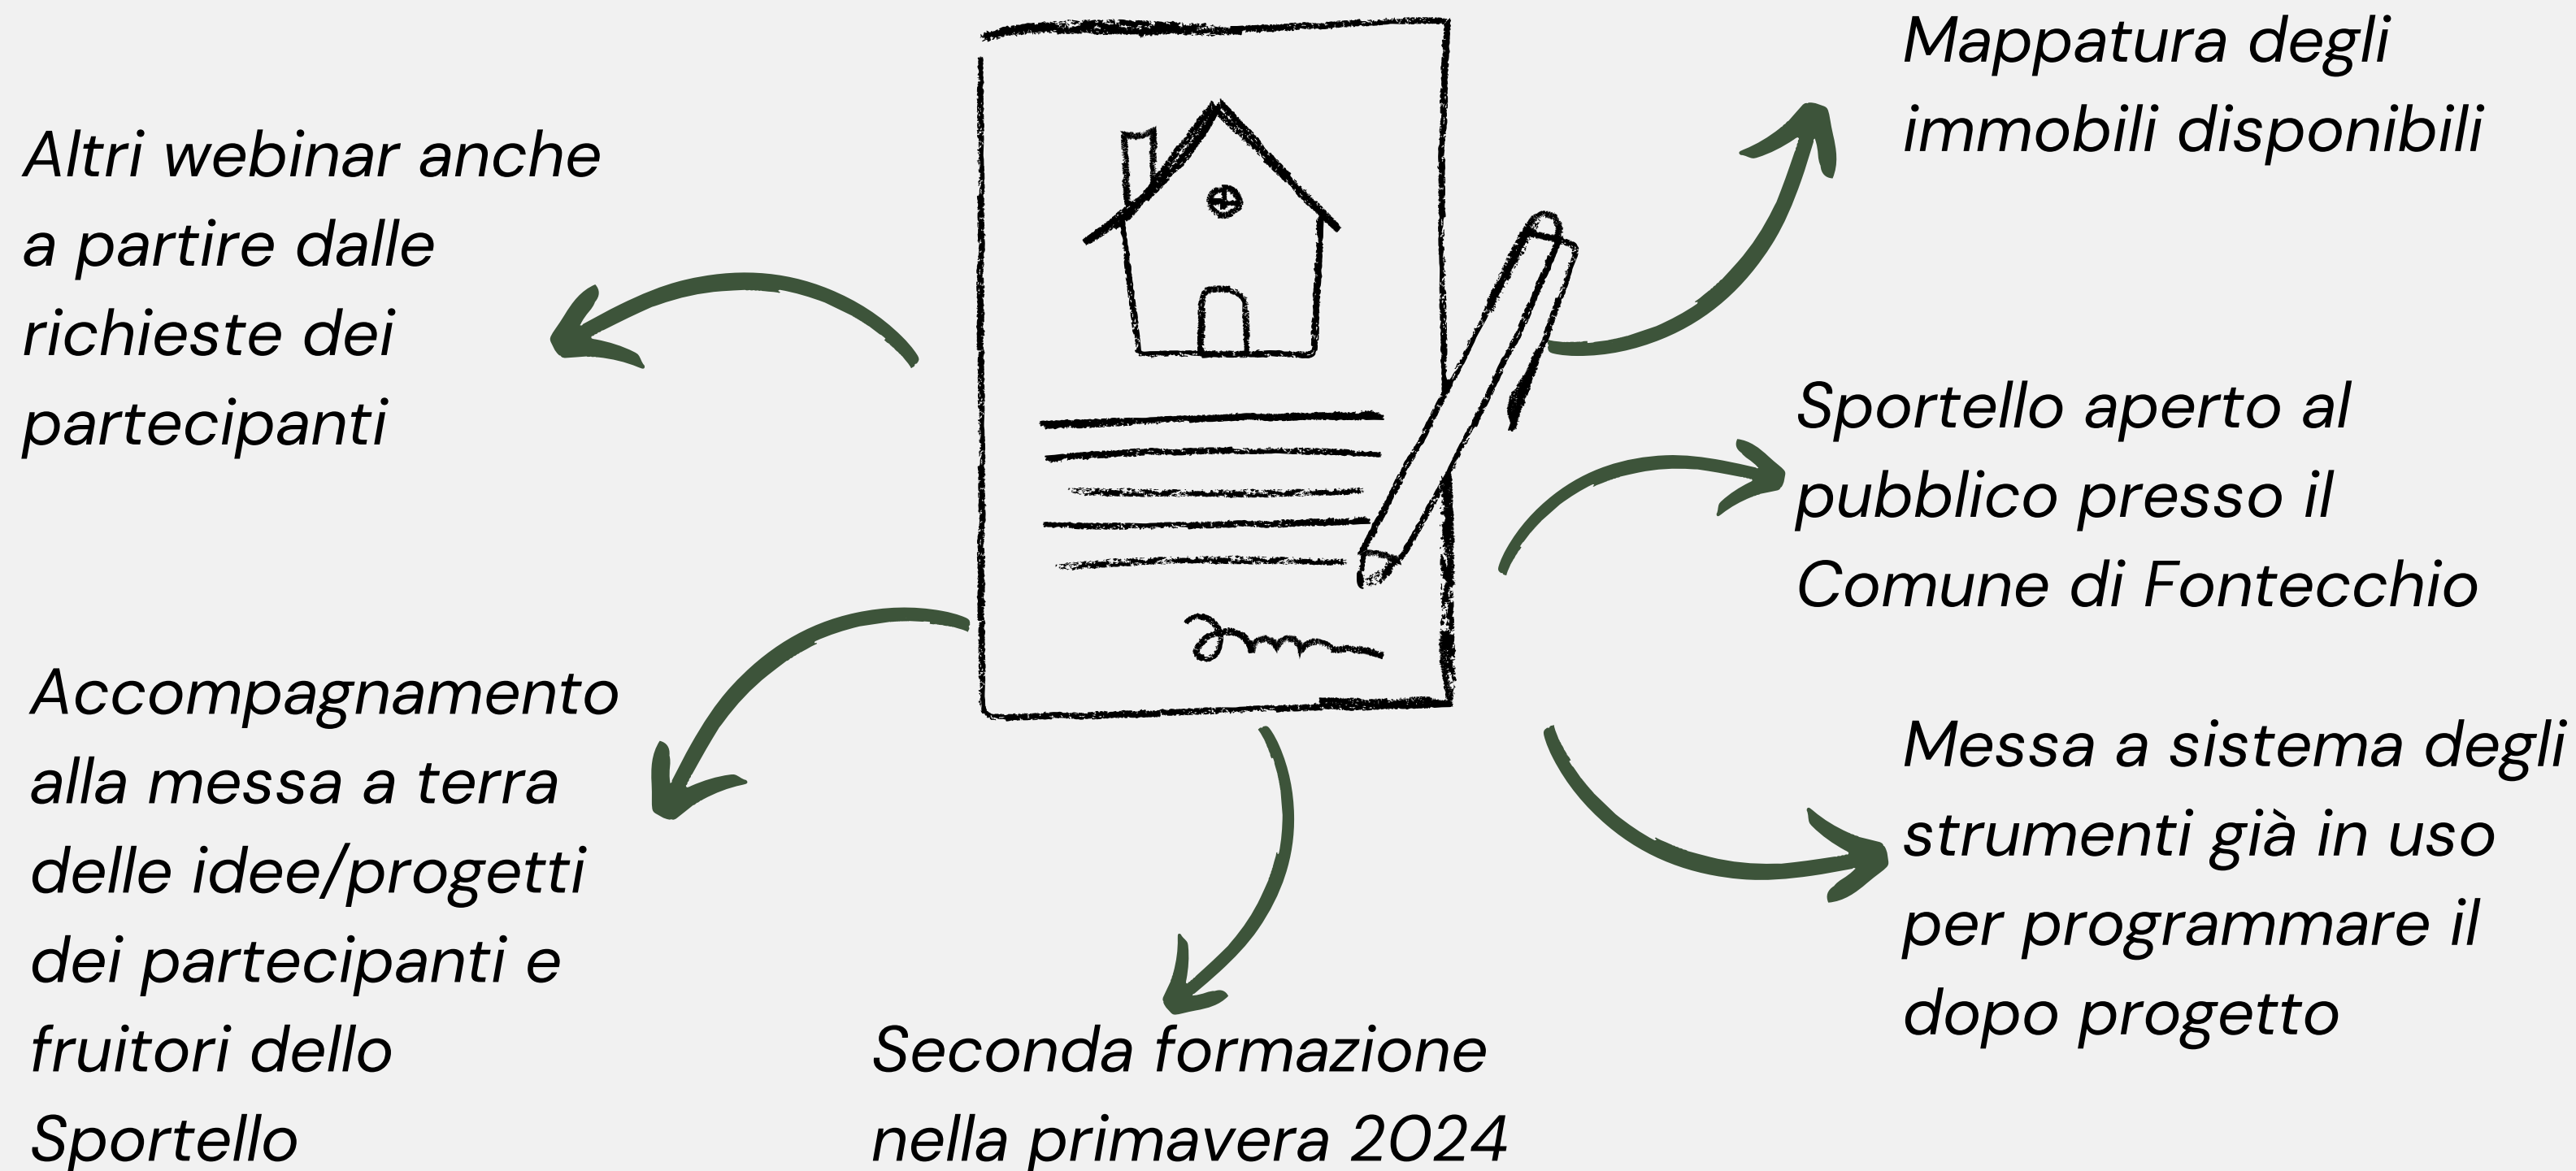 Altri webinar anche
a partire dalle
richieste dei
partecipanti
Accompagnamento
alla messa a terra
delle idee/progetti
dei partecipanti e
fruitori dello
Sportello
Seconda formazione
nella primavera 2024
Mappatura degli
immobili disponibili
Sportello aperto al
pubblico presso il
Comune di Fontecchio
Messa a sistema degli
strumenti già in uso
per programmare il
dopo progetto